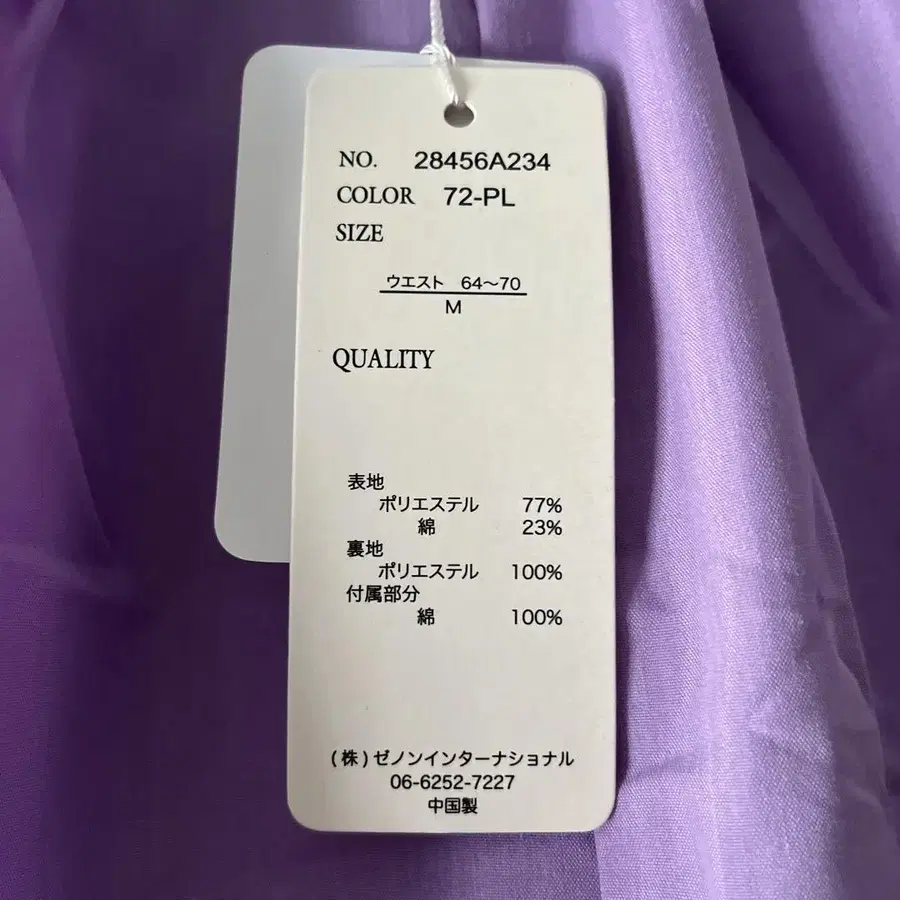 NO. 28456A234
COLOR 72-PL
SIZE
ウエスト 64〜70
M
QUALITY
表地
ポリエステル 77%
綿 23%
裏地
ポリエステル 100%
付属部分
綿 100%
(株)ゼノンインターナショナル
06-6252-7227
中国製